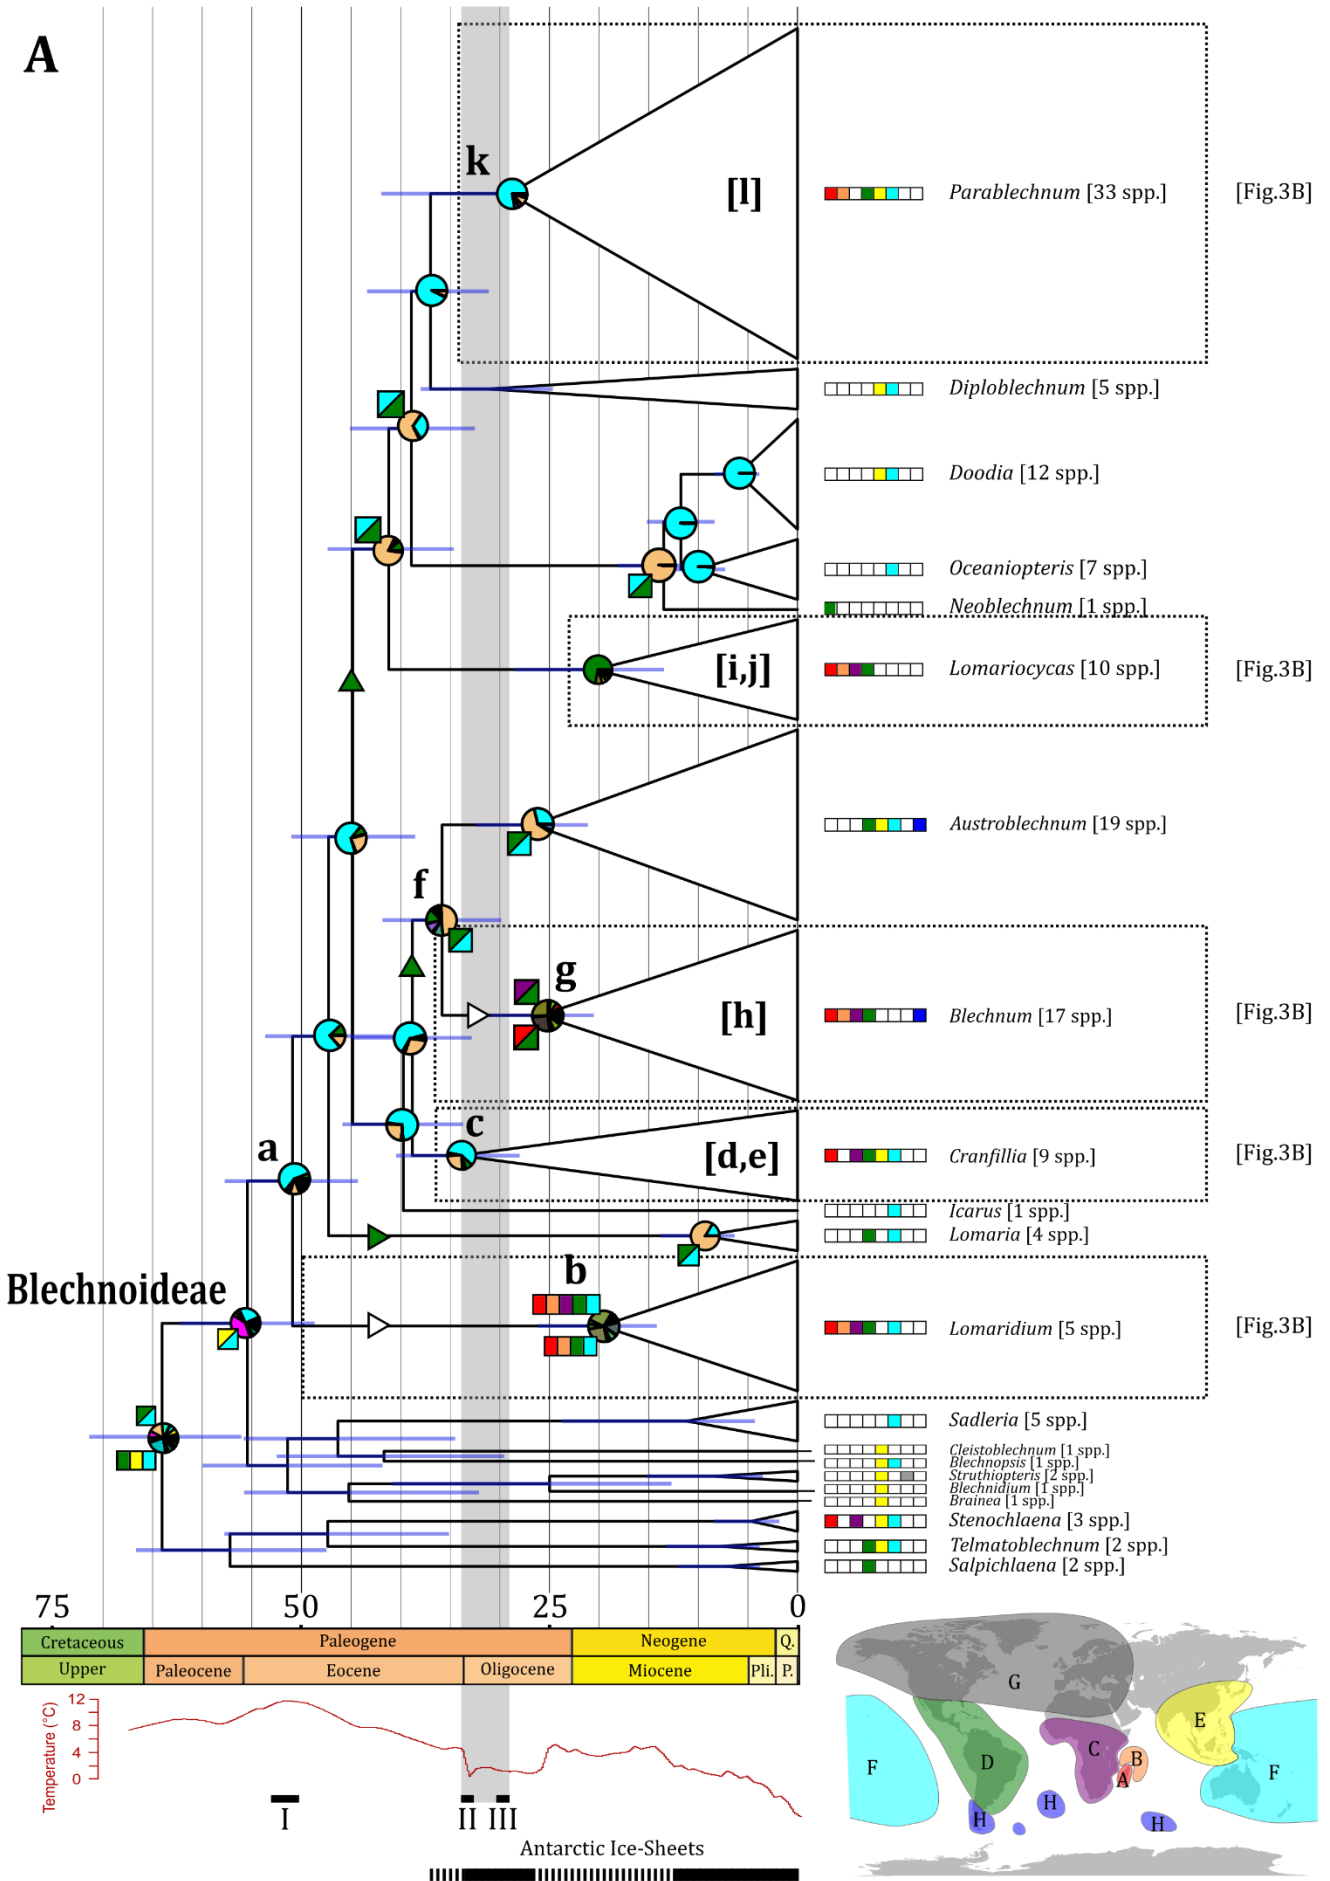 A
k
[l]
Parablechnum [33 spp.]
[Fig.3B]
Diploblechnum [5 spp.]
Doodia [12 spp.]
Oceaniopteris [7 spp.]
Neoblechnum [1 spp.]
[i,j]
Lomariocycas [10 spp.]
[Fig.3B]
Austroblechnum [19 spp.]
f
g
[h]
Blechnum [17 spp.]
[Fig.3B]
c
a
[d,e]
Cranfillia [9 spp.]
[Fig.3B]
Icarus [1 spp.]
Lomaria [4 spp.]
b
Blechnoideae
Lomaridium [5 spp.]
[Fig.3B]
Sadleria [5 spp.]
Cleistoblechnum [1 spp.]
Blechnopsis [1 spp.]
Struthiopteris [2 spp.]
Blechnidium [1 spp.]
Brainea [1 spp.]
Stenochlaena [3 spp.]
Telmatoblechnum [2 spp.]
Salpichlaena [2 spp.]
75 50 25 0
Cretaceous Paleogene Neogene Q.
Upper Paleocene Eocene Oligocene Miocene Pli. P.
Temperature (°C)
12
8
4
0
I II III
Antarctic Ice-Sheets
G
E
F D C B F
A
H H H